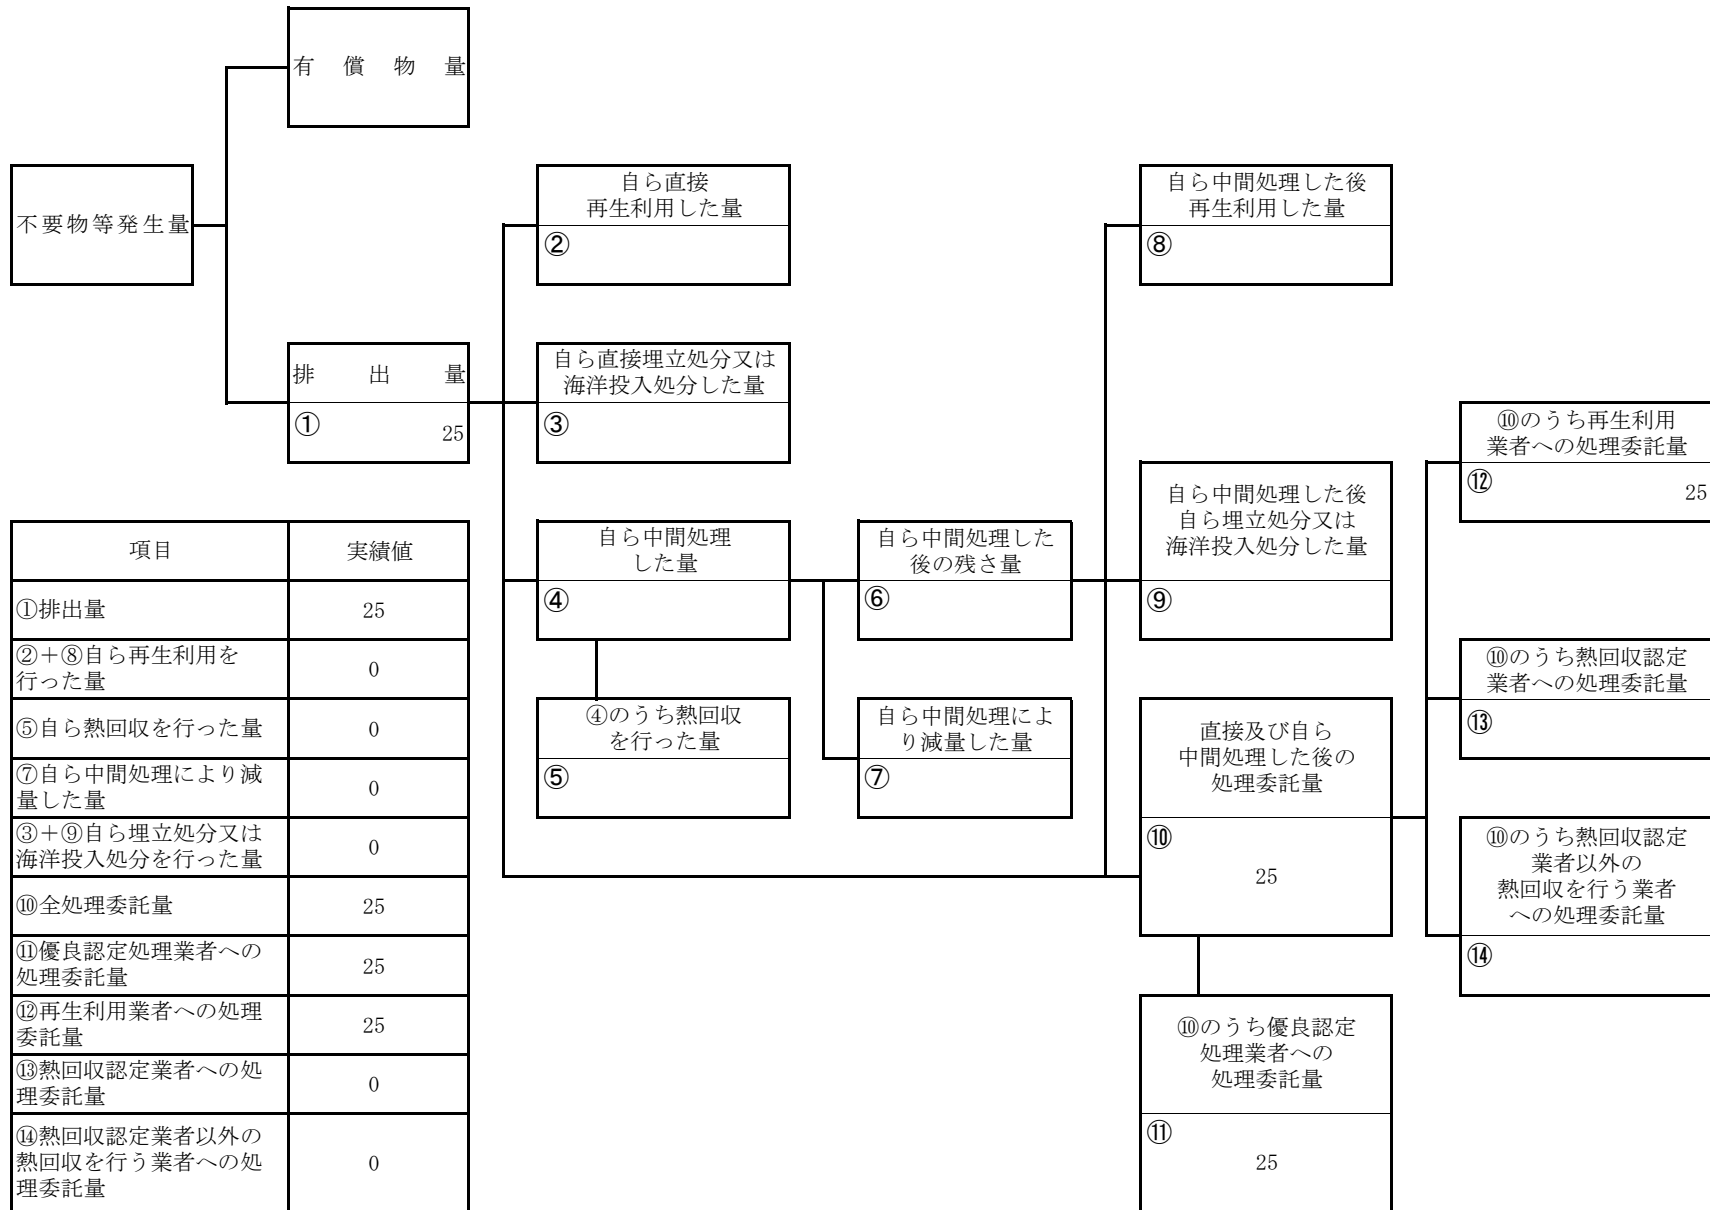 有償物量
不要物等発生量
排出量
①
25
自ら直接
再生利用した量
②
自ら直接埋立処分又は
海洋投入処分した量
③
自ら中間処理
した量
④
④のうち熱回収
を行った量
⑤
自ら中間処理した
後の残さ量
⑥
自ら中間処理によ
り減量した量
⑦
自ら中間処理した後
再生利用した量
⑧
自ら中間処理した後
自ら埋立処分又は
海洋投入処分した量
⑨
直接及び自ら
中間処理した後の
処理委託量
⑩
25
⑩のうち優良認定
処理業者への
処理委託量
⑪
25
⑩のうち再生利用
業者への処理委託量
⑫
25
⑩のうち熱回収認定
業者への処理委託量
⑬
⑩のうち熱回収認定
業者以外の
熱回収を行う業者
への処理委託量
⑭
項目 実績値
①排出量 25
②+⑧自ら再生利用を
行った量 0
⑤自ら熱回収を行った量 0
⑦自ら中間処理により減
量した量 0
③+⑨自ら埋立処分又は
海洋投入処分を行った量 0
⑩全処理委託量 25
⑪優良認定処理業者への
処理委託量 25
⑫再生利用業者への処理
委託量 25
⑬熱回収認定業者への処
理委託量 0
⑭熱回収認定業者以外の
熱回収を行う業者への処
理委託量 0